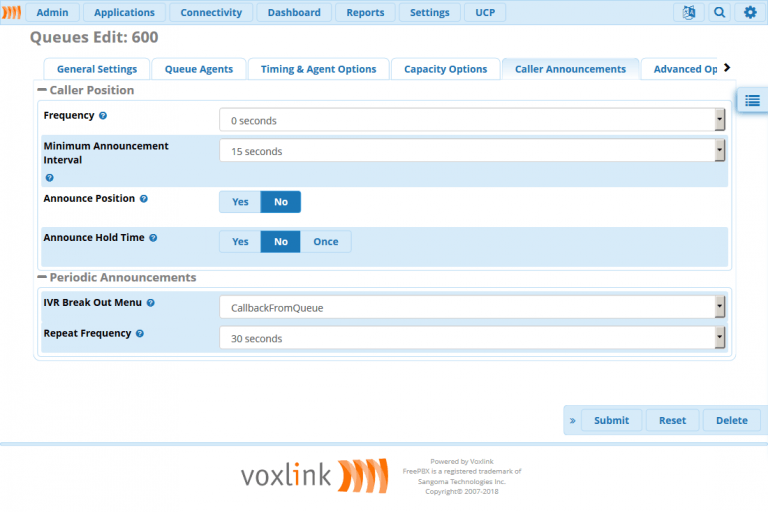 Admin Applications Connectivity Dashboard Reports Settings UCP
Queues Edit: 600
General Settings Queue Agents Timing & Agent Options Capacity Options Caller Announcements Advanced Op
Caller Position
Frequency 0 seconds
Minimum Announcement
Interval 15 seconds
Announce Position Yes No
Announce Hold Time Yes No Once
Periodic Announcements
IVR Break Out Menu CallbackFromQueue
Repeat Frequency 30 seconds
» Submit Reset Delete
voxlink
Powered by Voxlink
FreePBX is a registered trademark of
Sangoma Technologies Inc.
Copyright© 2007-2018